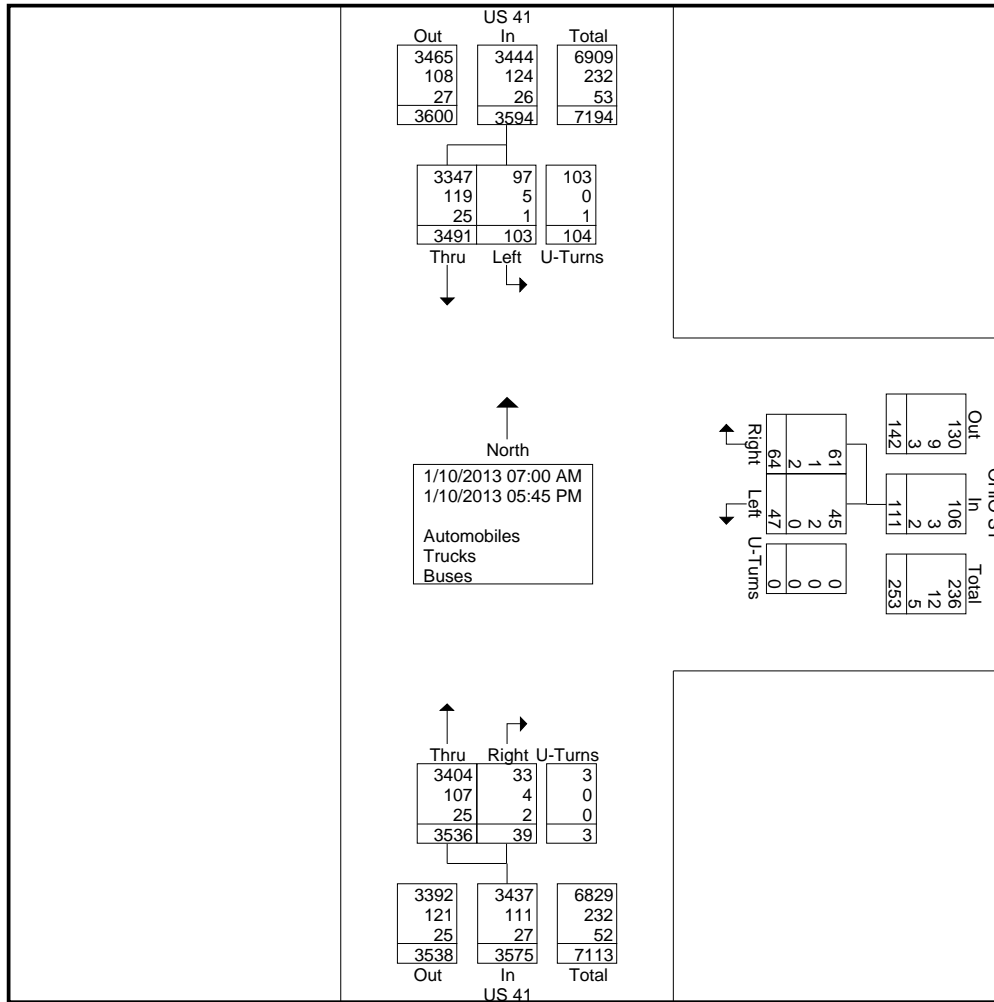 US 41
Out In Total
3465 3444 6909
108 124 232
27 26 53
3600 3594 7194
3347 97 103
119 5 0
25 1 1
3491 103 104
Thru Left U-Turns
North
1/10/2013 07:00 AM
1/10/2013 05:45 PM
Automobiles
Trucks
Buses
Out In Total
130 106 236
9 3 12
3 2 5
142 111 253
61 45 0
1 2 0
2 0 0
64 47 0
Right Left U-Turns
Thru Right U-Turns
3404 33 3
107 4 0
25 2 0
3536 39 3
3392 3437 6829
121 111 232
25 27 52
3538 3575 7113
Out In Total
US 41